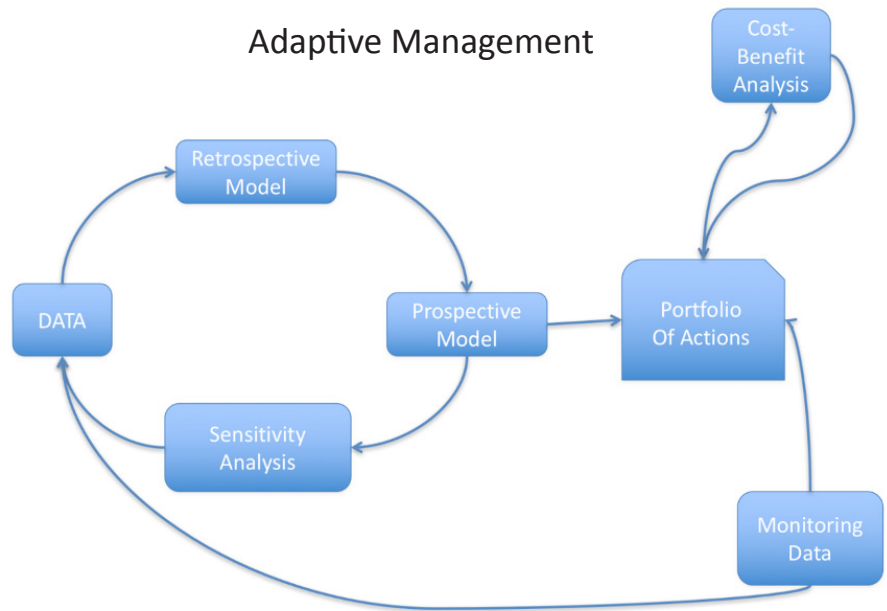 Adaptive Management
Cost-
Benefit
Analysis
Retrospective
Model
DATA
Prospective
Model
Portfolio
Of Actions
Sensitivity
Analysis
Monitoring
Data